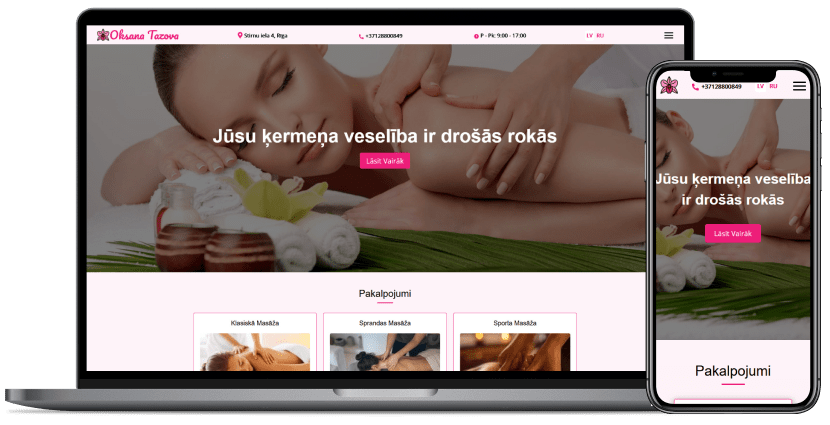 Oksana Tazova
Stirnu iela 4, Rīga
+37128800849
P - Pk: 9:00 - 17:00
LV RU
Jūsu ķermeņa veselība ir drošās rokās
Lāsīt Vairāk
Pakalpojumi
Klasiskā Masāža
Sprandas Masāža
Sporta Masāža
+37128800849
LV RU
Jūsu ķermeņa veselība
ir drošās rokās
Lāsīt Vairāk
Pakalpojumi